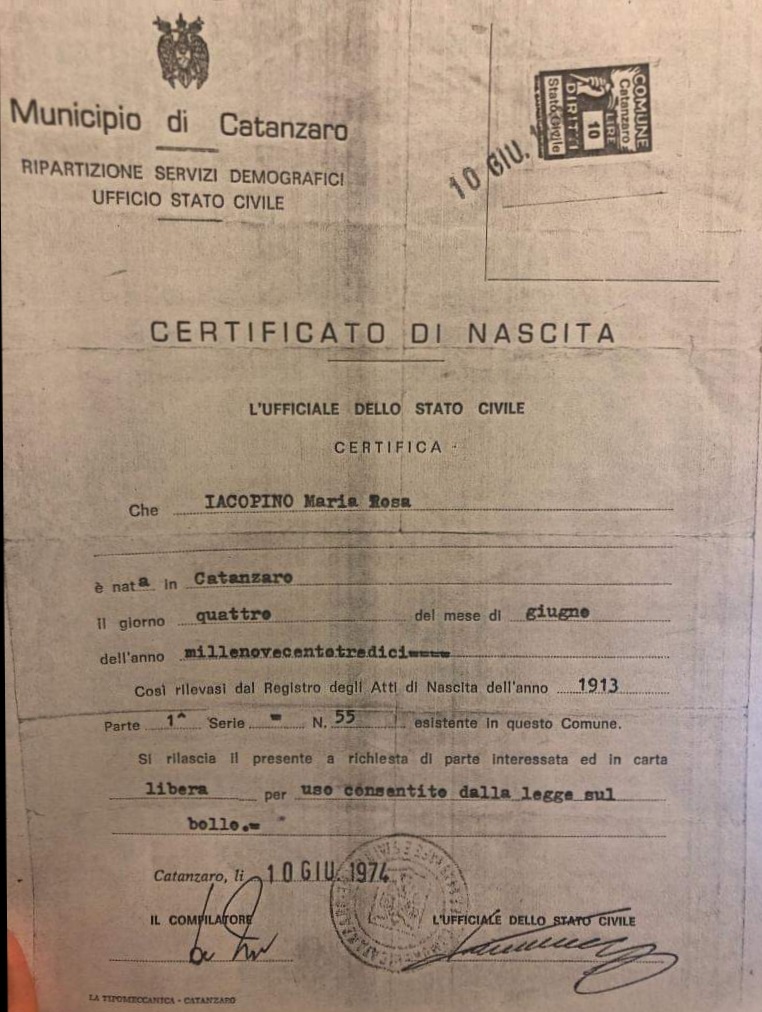 Municipio di Catanzaro
RIPARTIZIONE SERVIZI DEMOGRAFICI
UFFICIO STATO CIVILE
COMUNE
Catanzaro
LIRE
10
DIRITTI
Stato Civile
10 GIU.
CERTIFICATO DI NASCITA
L'UFFICIALE DELLO STATO CIVILE
CERTIFICA
Che IACOPINO Maria Rosa
è nata in Catanzaro
il giorno quattro del mese di giugno
dell'anno millenovecentotredici====
Così rilevasi dal Registro degli Atti di Nascita dell'anno 1913
Parte 1^ Serie = N. 55 esistente in questo Comune.
Si rilascia il presente a richiesta di parte interessata ed in carta
libera per uso consentito dalla legge sul
bollo.=
Catanzaro, li 10 GIU. 1974
IL COMPILATORE L'UFFICIALE DELLO STATO CIVILE
LA TIPOMECCANICA - CATANZARO